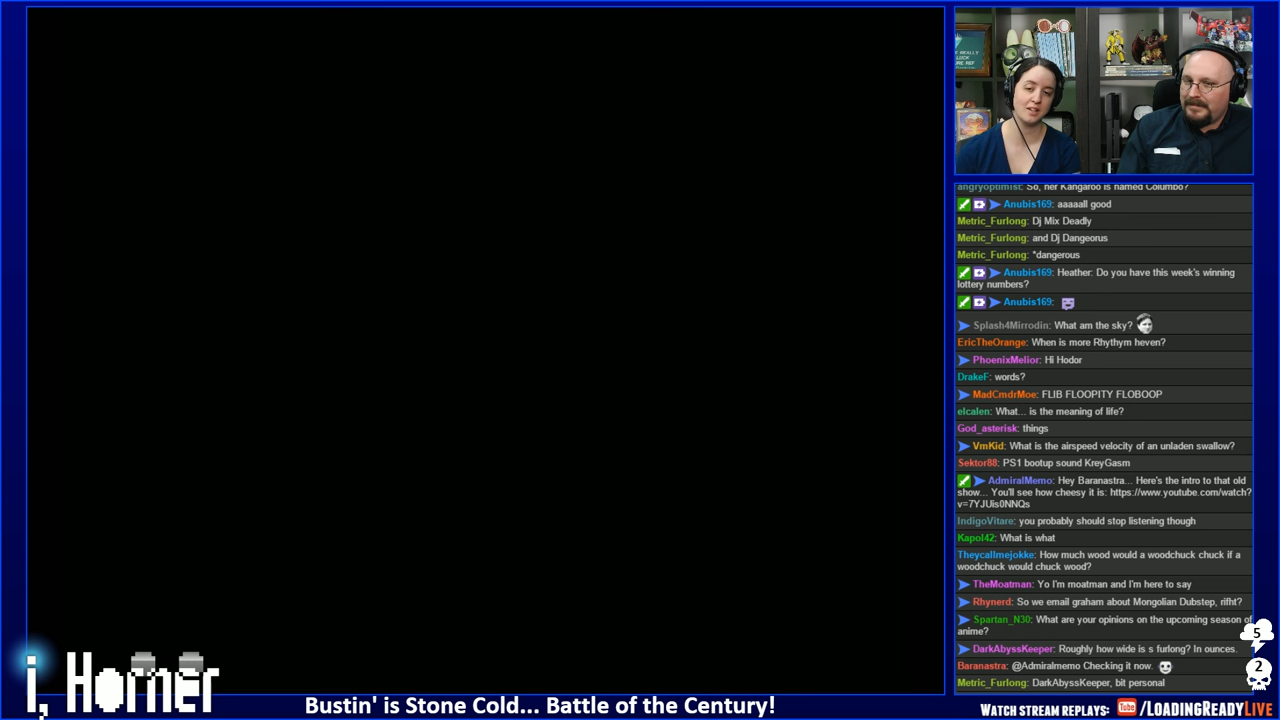 angryoptimist: So, her Kangaroo is named Columbo?
Anubis169: aaaaall good
Metric_Furlong: Dj Mix Deadly
Metric_Furlong: and Dj Dangeorus
Metric_Furlong: *dangerous
Anubis169: Heather: Do you have this week's winning
lottery numbers?
Anubis169:
Splash4Mirrodin: What am the sky?
EricTheOrange: When is more Rhythym heven?
PhoenixMelior: Hi Hodor
DrakeF: words?
MadCmdrMoe: FLIB FLOOPITY FLOBOOP
elcalen: What... is the meaning of life?
God_asterisk: things
VmKid: What is the airspeed velocity of an unladen swallow?
Sektor88: PS1 bootup sound KreyGasm
AdmiralMemo: Hey Baranastra... Here's the intro to that old
show... You'll see how cheesy it is: https://www.youtube.com/watch?
v=7YJUis0NNQs
IndigoVitare: you probably should stop listening though
Kapol42: What is what
Theycallmejokke: How much wood would a woodchuck chuck if a
woodchuck would chuck wood?
TheMoatman: Yo I'm moatman and I'm here to say
Rhynerd: So we email graham about Mongolian Dubstep, rifht?
Spartan_N30: What are your opinions on the upcoming season of
anime?
DarkAbyssKeeper: Roughly how wide is s furlong? In ounces.
Baranastra: @Admiralmemo Checking it now.
Metric_Furlong: DarkAbyssKeeper, bit personal
5
2
i, Horner
Bustin' is Stone Cold... Battle of the Century!
WATCH STREAM REPLAYS: YouTube /LOADINGREADYLIVE